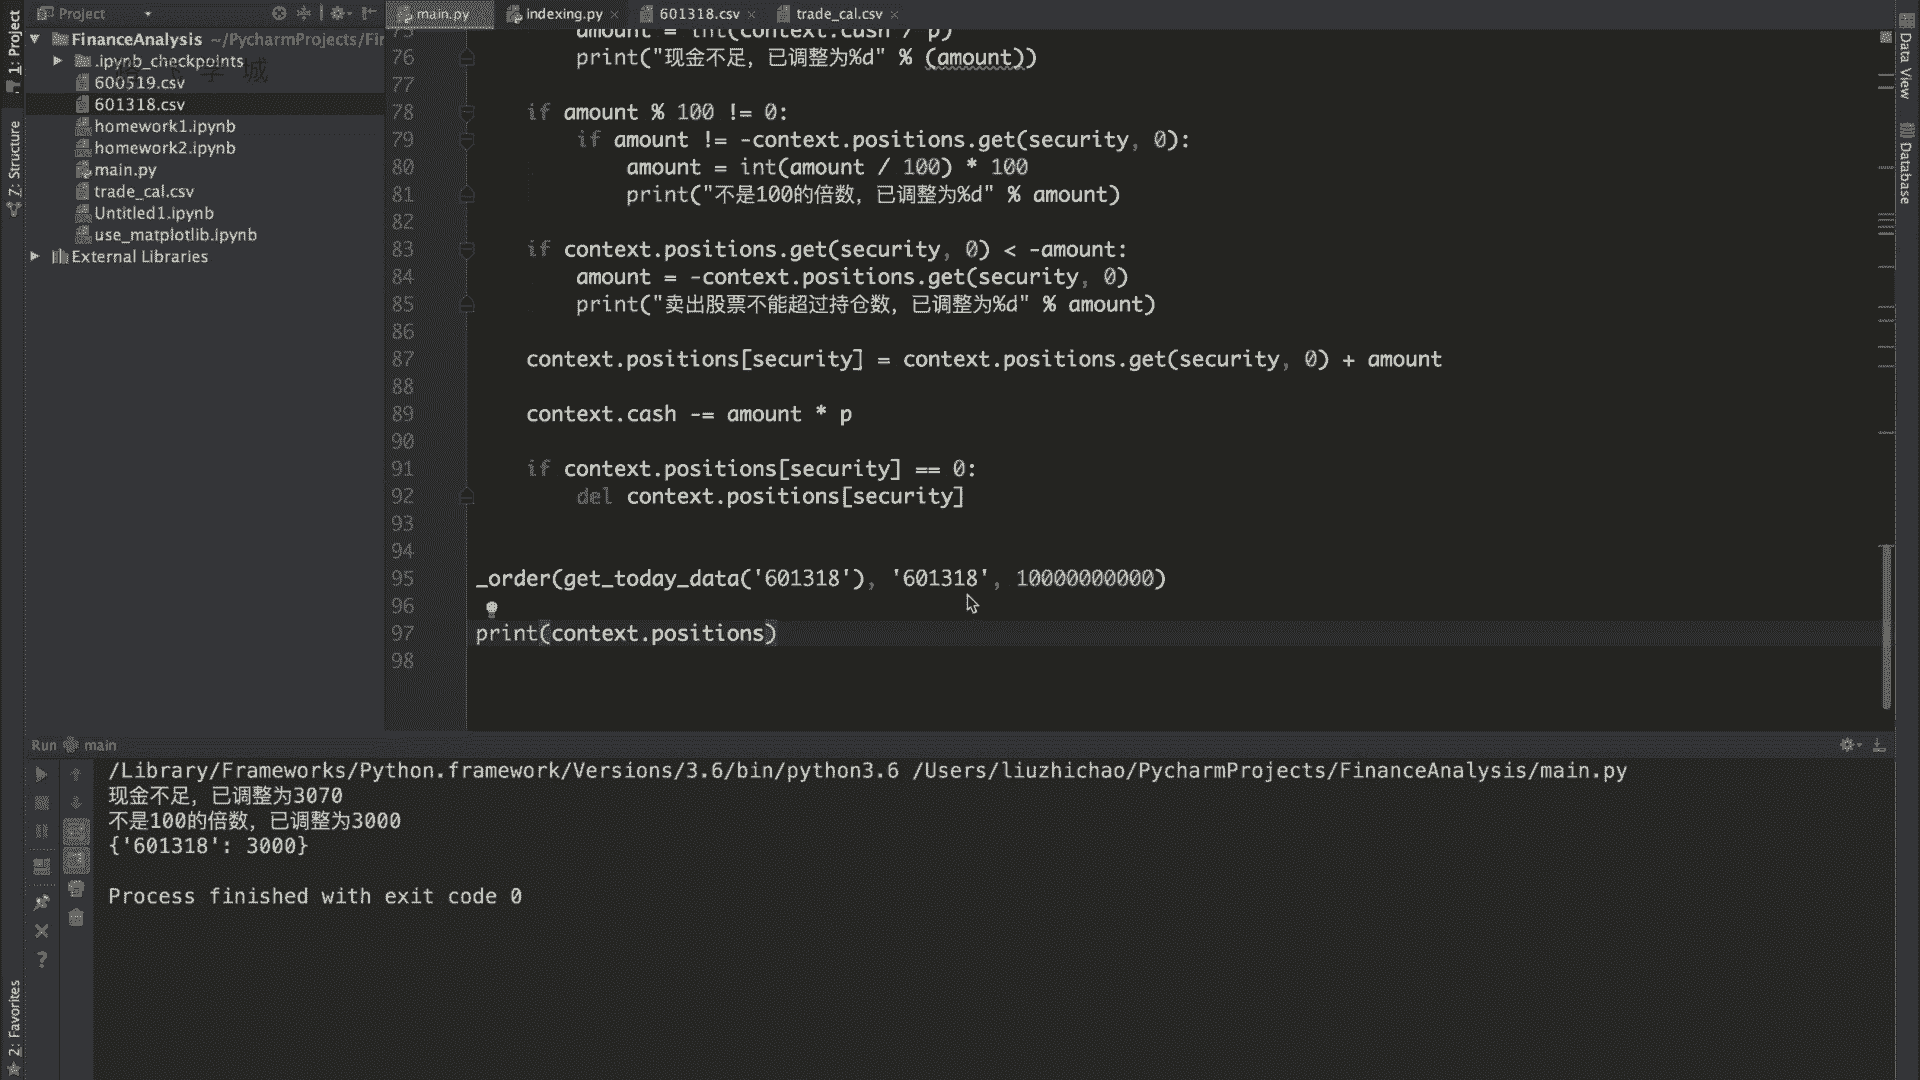 1: Project
Project
main.py
indexing.py
601318.csv
trade_cal.csv
FinanceAnalysis ~/PycharmProjects/Fir
.ipynb_checkpoints
600519.csv
601318.csv
homework1.ipynb
homework2.ipynb
main.py
trade_cal.csv
Untitled1.ipynb
use_matplotlib.ipynb
External Libraries
学 城
Z: Structure
2: Favorites
Data View
Database
75 amount = int(context.cash / p)
76 print("现金不足，已调整为%d" % (amount))
77
78 if amount % 100 != 0:
79 if amount != -context.positions.get(security, 0):
80 amount = int(amount / 100) * 100
81 print("不是100的倍数，已调整为%d" % amount)
82
83 if context.positions.get(security, 0) < -amount:
84 amount = -context.positions.get(security, 0)
85 print("卖出股票不能超过持仓数，已调整为%d" % amount)
86
87 context.positions[security] = context.positions.get(security, 0) + amount
88
89 context.cash -= amount * p
90
91 if context.positions[security] == 0:
92 del context.positions[security]
93
94
95 _order(get_today_data('601318'), '601318', 10000000000)
96
97 print(context.positions)
98
Run main
/Library/Frameworks/Python.framework/Versions/3.6/bin/python3.6 /Users/liuzhichao/PycharmProjects/FinanceAnalysis/main.py
现金不足，已调整为3070
不是100的倍数，已调整为3000
{'601318': 3000}
Process finished with exit code 0